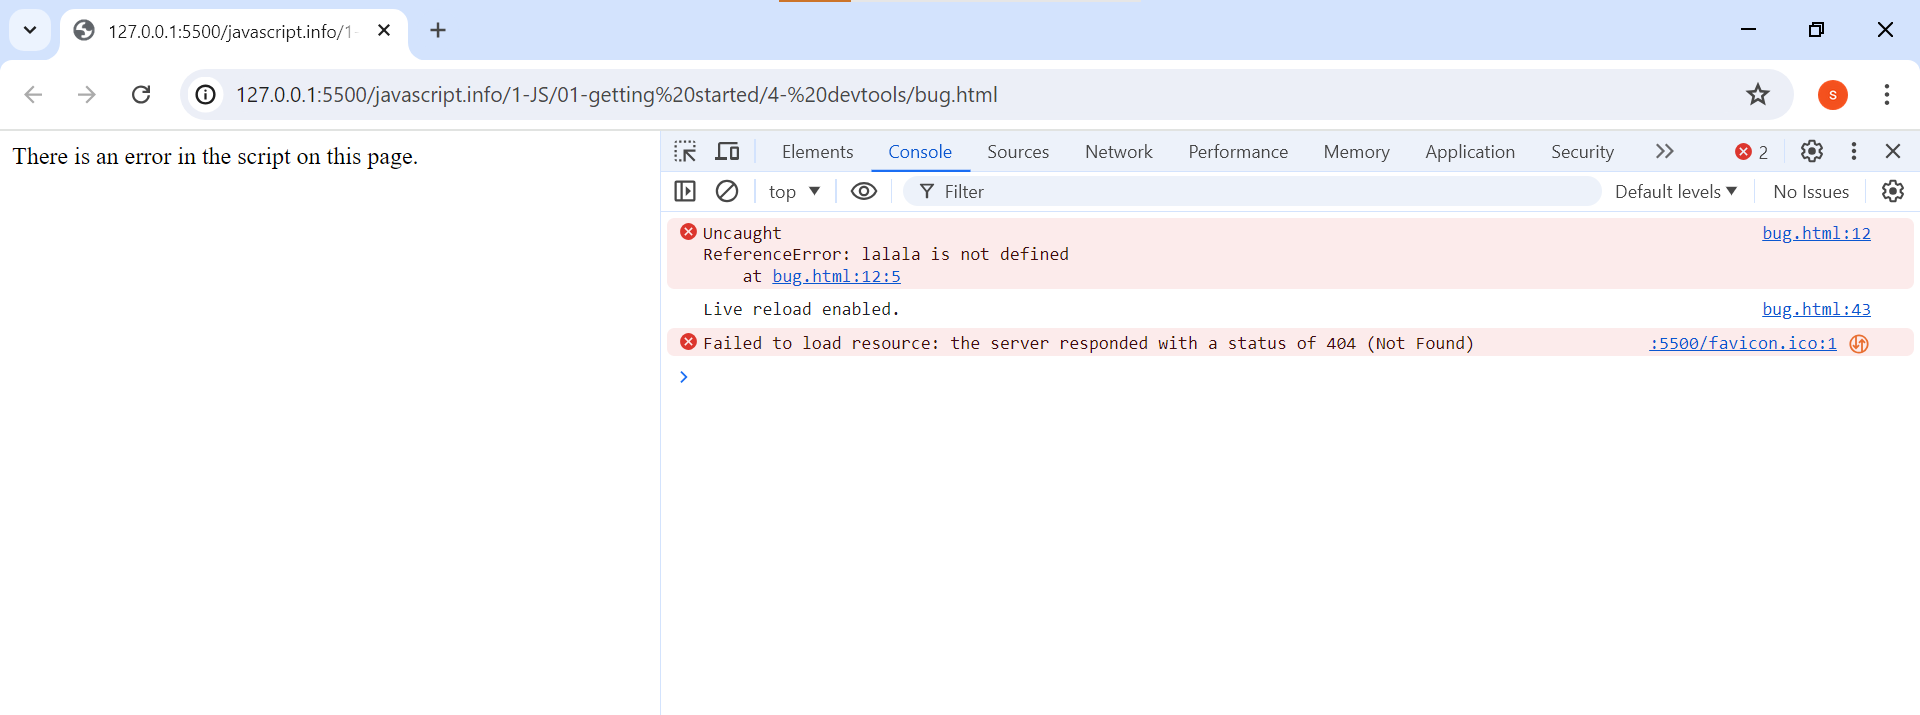 127.0.0.1:5500/javascript.info/1-
127.0.0.1:5500/javascript.info/1-JS/01-getting%20started/4-%20devtools/bug.html
S
There is an error in the script on this page.
Elements Console Sources Network Performance Memory Application Security 2
top Filter Default levels No Issues
Uncaught bug.html:12
ReferenceError: lalala is not defined
at bug.html:12:5
Live reload enabled. bug.html:43
Failed to load resource: the server responded with a status of 404 (Not Found) :5500/favicon.ico:1